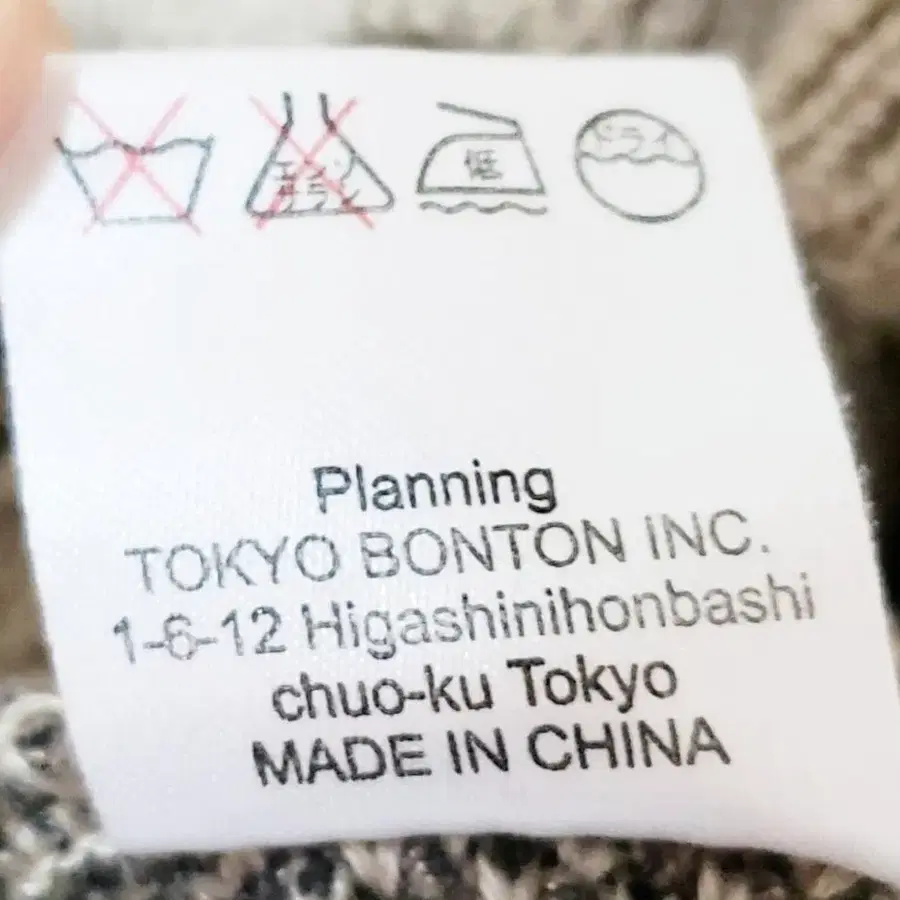 低 ドライ
Planning
TOKYO BONTON INC.
1-6-12 Higashinihonbashi
chuo-ku Tokyo
MADE IN CHINA